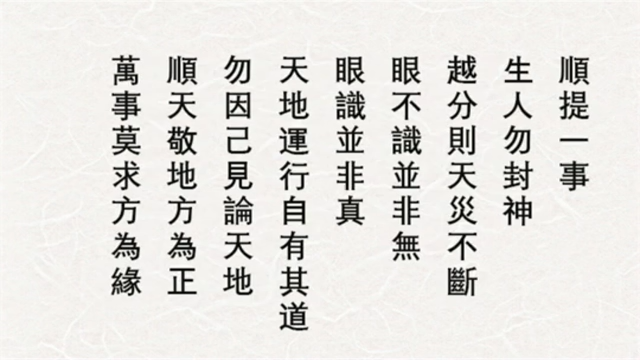 順提一事
生人勿封神
越分則天災不斷
眼不識並非無
眼識並非真
天地運行自有其道
勿因己見論天地
順天敬地方為正
萬事莫求方為緣